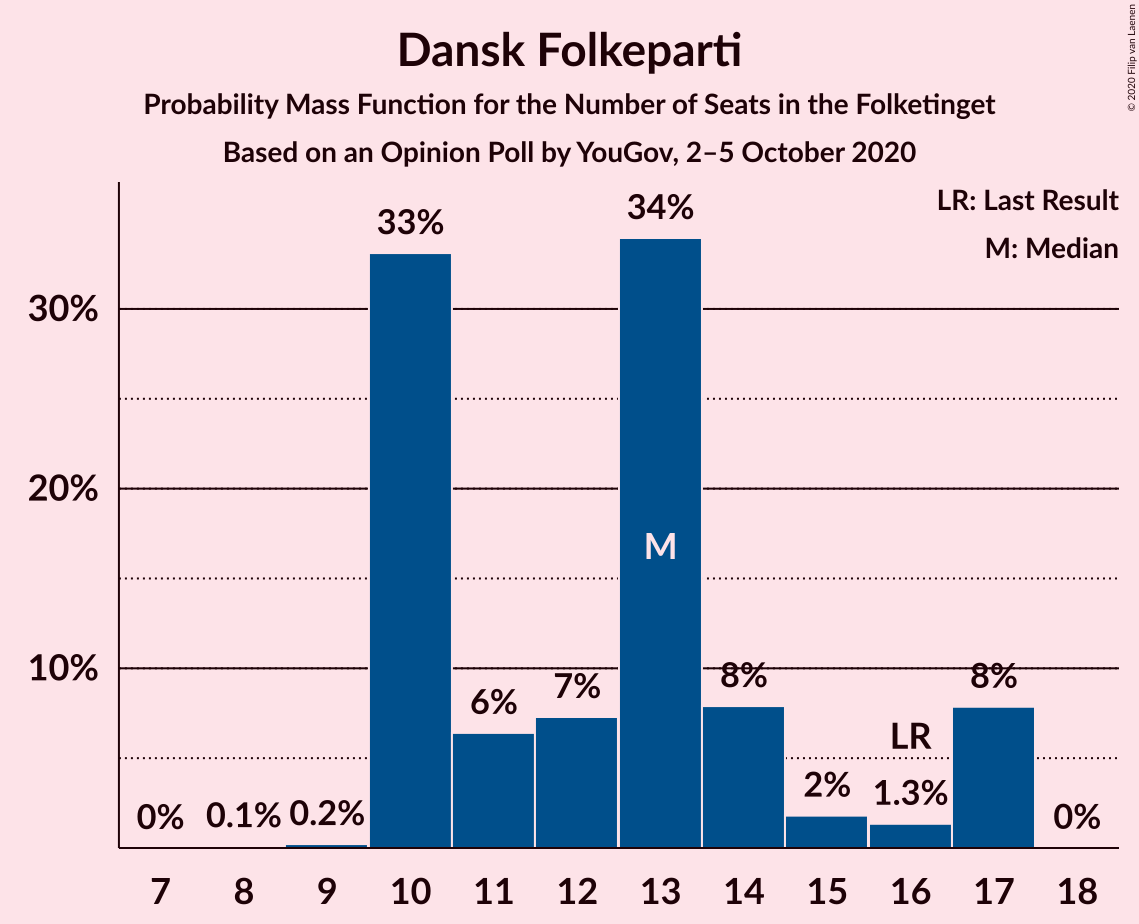 Dansk Folkeparti
Probability Mass Function for the Number of Seats in the Folketinget
Based on an Opinion Poll by YouGov, 2–5 October 2020
© 2020 Filip van Laenen
LR: Last Result
M: Median
30%
20%
10%
0%
0.1%
0.2%
33%
6%
7%
34%
M
8%
2%
LR
1.3%
8%
0%
7 8 9 10 11 12 13 14 15 16 17 18